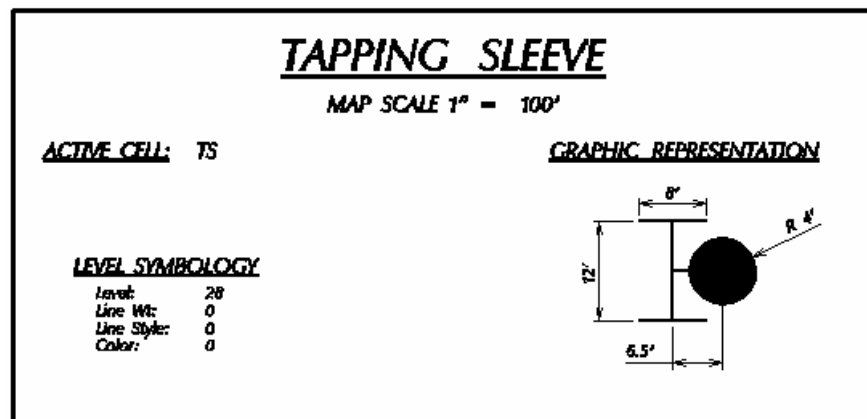 TAPPING SLEEVE
MAP SCALE 1" = 100'
ACTIVE CELL: TS
GRAPHIC REPRESENTATION
8'
R 4'
12'
6.5'
LEVEL SYMBOLOGY
Level: 28
Line Wt: 0
Line Style: 0
Color: 0